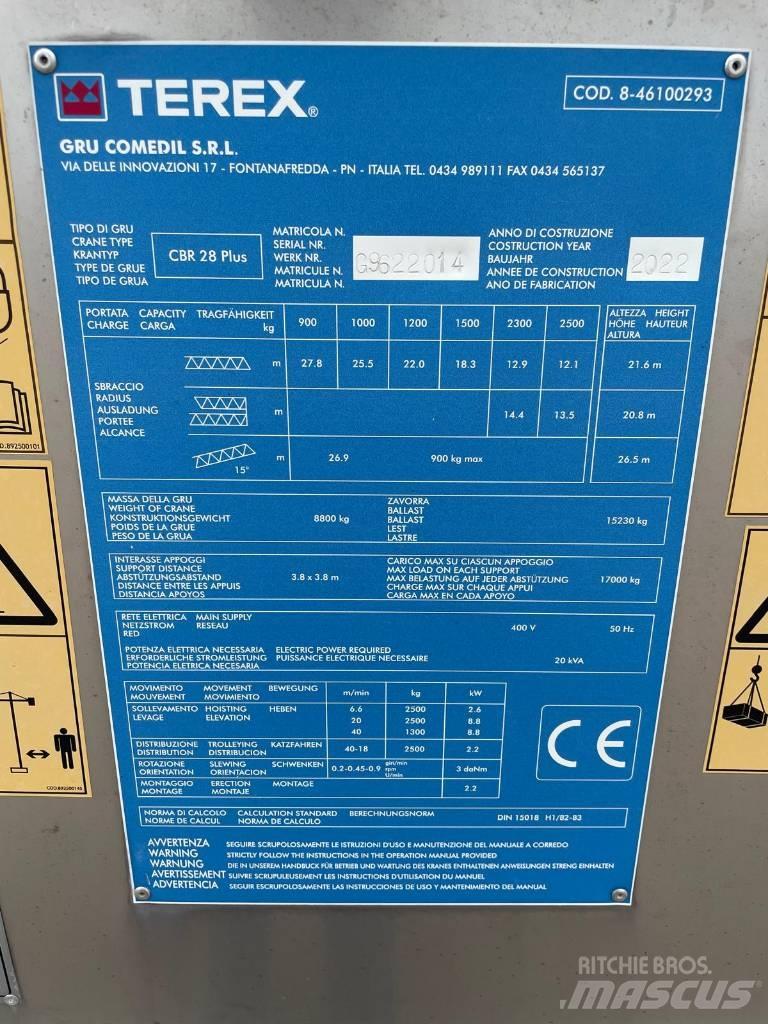 TEREX®
COD. 8-46100293
GRU COMEDIL S.R.L.
VIA DELLE INNOVAZIONI 17 - FONTANAFREDDA - PN - ITALIA TEL. 0434 989111 FAX 0434 565137
TIPO DI GRU
CRANE TYPE
KRANTYP
TYPE DE GRUE
TIPO DE GRUA
CBR 28 Plus
MATRICOLA N.
SERIAL NR.
WERK NR.
MATRICULE N.
MATRICULA N.
G9622014
ANNO DI COSTRUZIONE
COSTRUCTION YEAR
BAUJAHR
ANNEE DE CONSTRUCTION
ANO DE FABRICATION
2022
PORTATA CAPACITY TRAGFÄHIGKEIT
CHARGE CARGA kg
900 1000 1200 1500 2300 2500
ALTEZZA HEIGHT
HÖHE HAUTEUR
ALTURA
SBRACCIO
RADIUS
AUSLADUNG
PORTEE
ALCANCE
m 27.8 25.5 22.0 18.3 12.9 12.1 21.6 m
m 14.4 13.5 20.8 m
15° m 26.9 900 kg max 26.5 m
MASSA DELLA GRU
WEIGHT OF CRANE
KONSTRUKTIONSGEWICHT
POIDS DE LA GRUE
PESO DE LA GRUA
8800 kg
ZAVORRA
BALLAST
BALLAST
LEST
LASTRE
15230 kg
INTERASSE APPOGGI
SUPPORT DISTANCE
ABSTÜTZUNGSABSTAND
DISTANCE ENTRE LES APPUIS
DISTANCIA APOYOS
3.8 x 3.8 m
CARICO MAX SU CIASCUN APPOGGIO
MAX LOAD ON EACH SUPPORT
MAX BELASTUNG AUF JEDER ABSTÜTZUNG
CHARGE MAX SUR CHAQUE APPUI
CARGA MAX EN CADA APOYO
17000 kg
RETE ELETTRICA MAIN SUPPLY
NETZSTROM RESEAU
RED
400 V 50 Hz
POTENZA ELETTRICA NECESSARIA ELECTRIC POWER REQUIRED
ERFORDERLICHE STROMLEISTUNG PUISSANCE ELECTRIQUE NECESSAIRE
POTENCIA ELETRICA NECESARIA
20 kVA
MOVIMENTO MOVEMENT BEWEGUNG
MOUVEMENT MOVIMIENTO
m/min kg kW
SOLLEVAMENTO HOISTING HEBEN
LEVAGE ELEVATION
6.6 2500 2.6
20 2500 8.8
40 1300 8.8
DISTRIBUZIONE TROLLEYING KATZFAHREN
DISTRIBUTION DISTRIBUCION
40-18 2500 2.2
ROTAZIONE SLEWING SCHWENKEN
ORIENTATION ORIENTACION
0.2-0.45-0.9 giri/min
rpm
U/min
3 daNm
MONTAGGIO ERECTION MONTAGE
MONTAGE MONTAJE
2.2
CE
NORMA DI CALCOLO CALCULATION STANDARD BERECHNUNGSNORM
NORME DE CALCUL NORMA DE CALCULO
DIN 15018 H1/B2-B3
AVVERTENZA SEGUIRE SCRUPOLOSAMENTE LE ISTRUZIONI D'USO E MANUTENZIONE DEL MANUALE A CORREDO
WARNING STRICTLY FOLLOW THE INSTRUCTIONS IN THE OPERATION MANUAL PROVIDED
WARNUNG DIE IN UNSEREM HANDBUCH FÜR BETRIEB UND WARTUNG DES KRANES ENTHALTENEN ANWEISUNGEN STRENG EINHALTEN
AVERTISSEMENT SUIVRE SCRUPULEUSEMENT LES INSTRUCTIONS D'UTILISATION DU MANUEL
ADVERTENCIA SEGUIR ESCRUPOLOSAMENTE LAS INSTRUCCIONES DE USO Y MANTENIMIENTO DEL MANUAL
D.:892500101
COD:892500145
RITCHIE BROS.
MASCUS